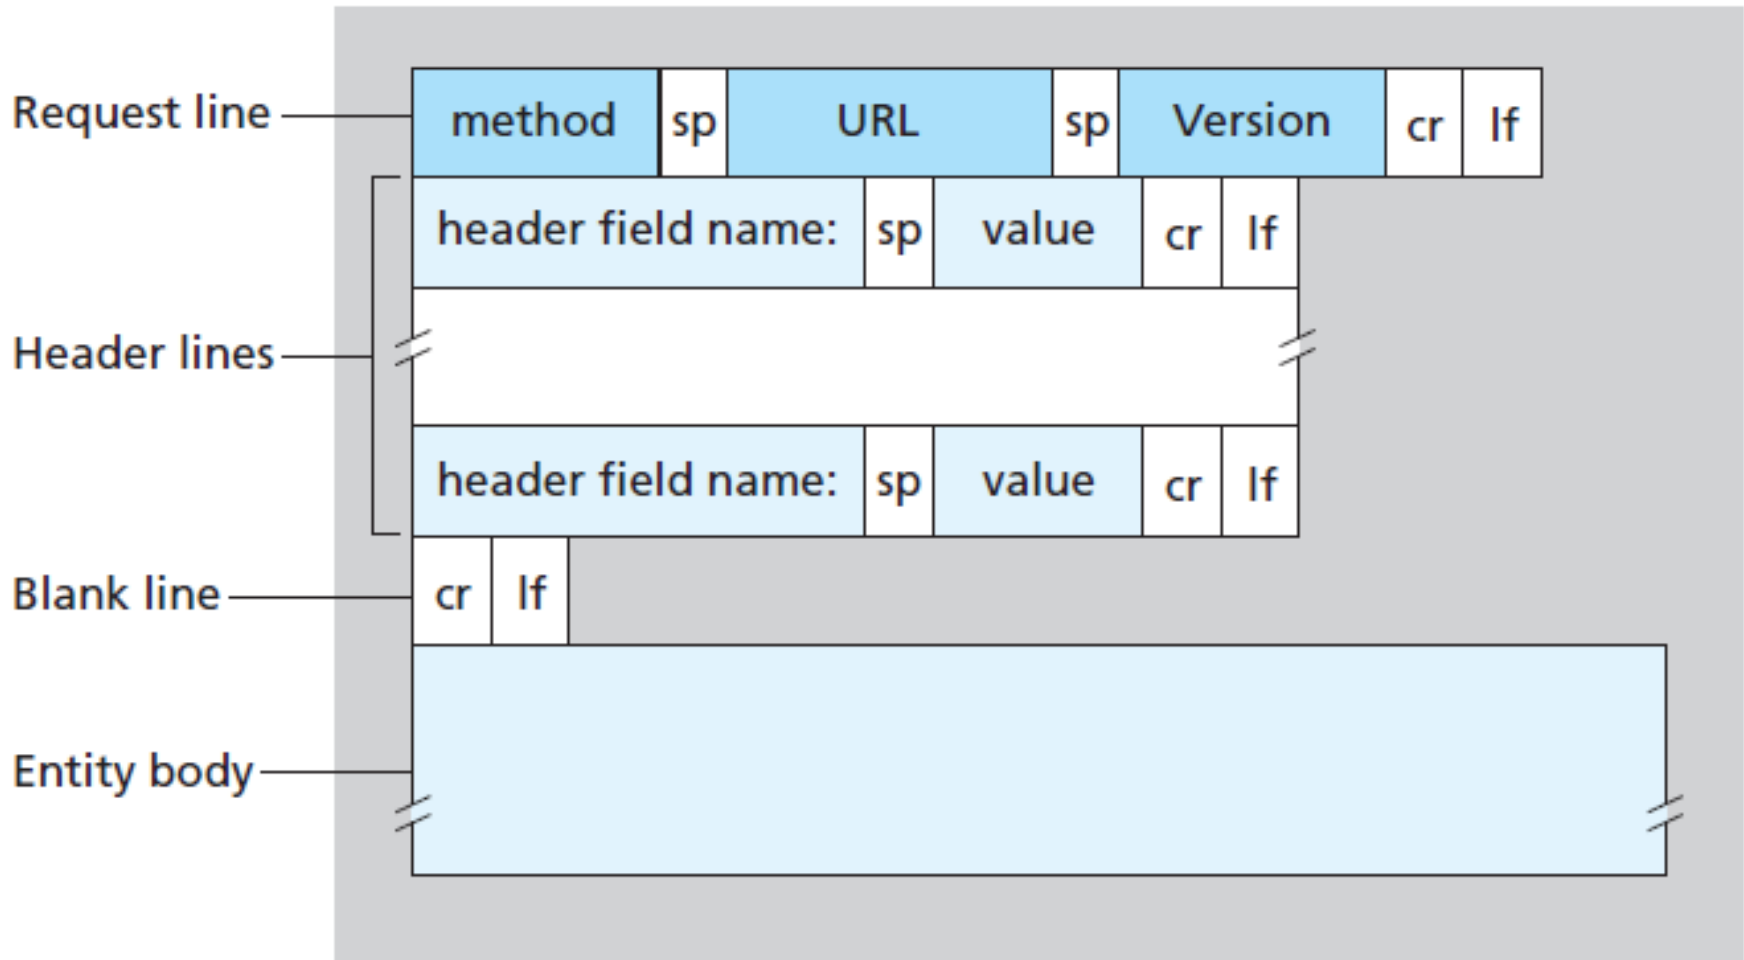 Request line
method sp URL sp Version cr lf
header field name: sp value cr lf
Header lines
header field name: sp value cr lf
Blank line
cr lf
Entity body